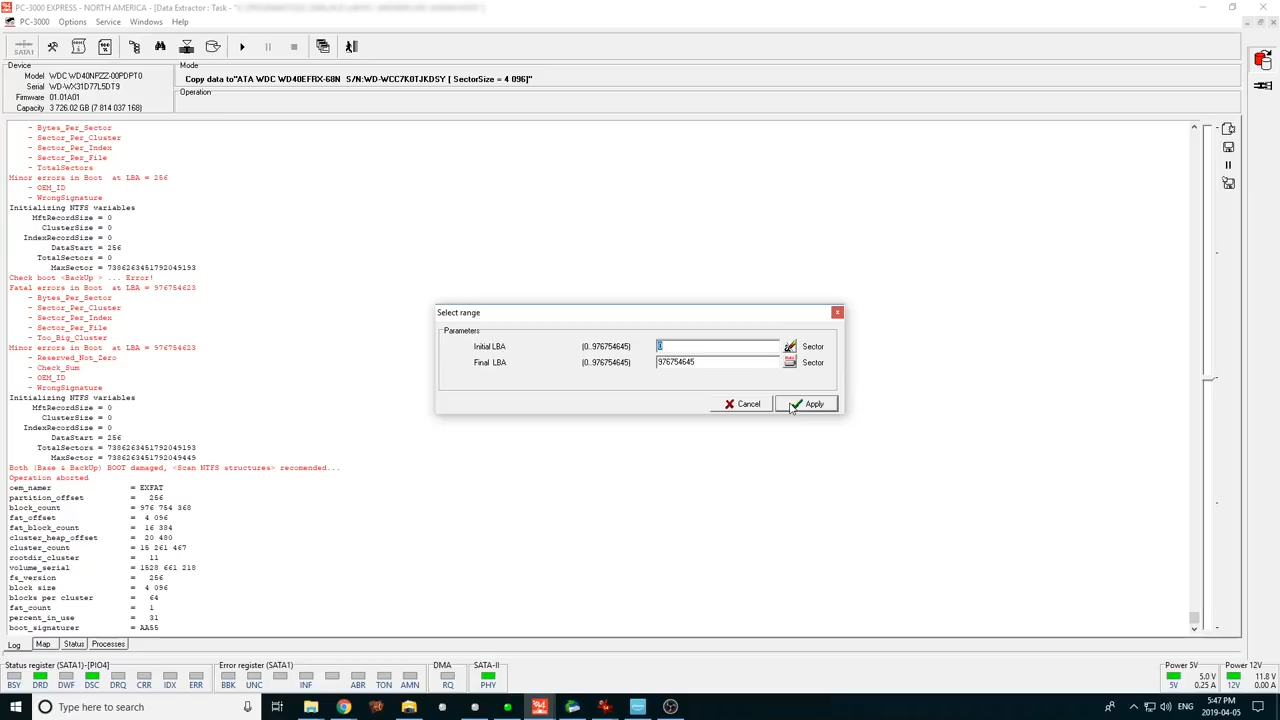 PC-3000 EXPRESS - NORTH AMERICA - [Data Extractor : Task -
PC-3000 Options Service Windows Help
SATA1
Device
Model WDC WD40NPZZ-00PDPT0
Serial WD-WX31D77L5DT9
Firmware 01.01A01
Capacity 3 726.02 GB (7 814 037 168)
Mode
Copy data to"ATA WDC WD40EFRX-68N S/N:WD-WCC7K0TJKDSY [ SectorSize = 4 096]"
Operation
- Bytes_Per_Sector
- Sector_Per_Cluster
- Sector_Per_Index
- Sector_Per_File
- TotalSectors
Minor errors in Boot at LBA = 256
- OEM_ID
- WrongSignature
Initializing NTFS variables
MftRecordSize = 0
ClusterSize = 0
IndexRecordSize = 0
DataStart = 256
TotalSectors = 0
MaxSector = 7386263451792049193
Check boot <BackUp > ... Error!
Fatal errors in Boot at LBA = 976754623
- Bytes_Per_Sector
- Sector_Per_Cluster
- Sector_Per_Index
- Sector_Per_File
- Too_Big_Cluster
Minor errors in Boot at LBA = 976754623
- Reserved_Not_Zero
- Check_Sum
- OEM_ID
- WrongSignature
Initializing NTFS variables
MftRecordSize = 0
ClusterSize = 0
IndexRecordSize = 0
DataStart = 256
TotalSectors = 7386263451792049193
MaxSector = 7386263451792049449
Both (Base & BackUp) BOOT damaged, <Scan NTFS structures> recomended...
Operation aborted
oem_namer = EXFAT
partition_offset = 256
block_count = 976 754 368
fat_offset = 4 096
fat_block_count = 16 384
cluster_heap_offset = 20 480
cluster_count = 15 261 467
rootdir_cluster = 11
volume_serial = 1528 661 218
fs_version = 256
block size = 4 096
blocks per cluster = 64
fat_count = 1
percent_in_use = 31
boot_signaturer = AA55
Select range
Parameters
Initial LBA (0..976754645) 0 Sector
Final LBA (0..976754645) 976754645 Sector
Cancel Apply
Log Map Status Processes
Status register (SATA1)-[PIO4] Error register (SATA1) DMA SATA-II Power 5V Power 12V
5.0 V 11.8 V
BSY DRD DWF DSC DRQ CRR IDX ERR BBK UNC INF ABR TON AMN RQ PHY 5V 0.25 A 12V 0.00 A
Type here to search
ENG
5:47 PM
2019-04-05